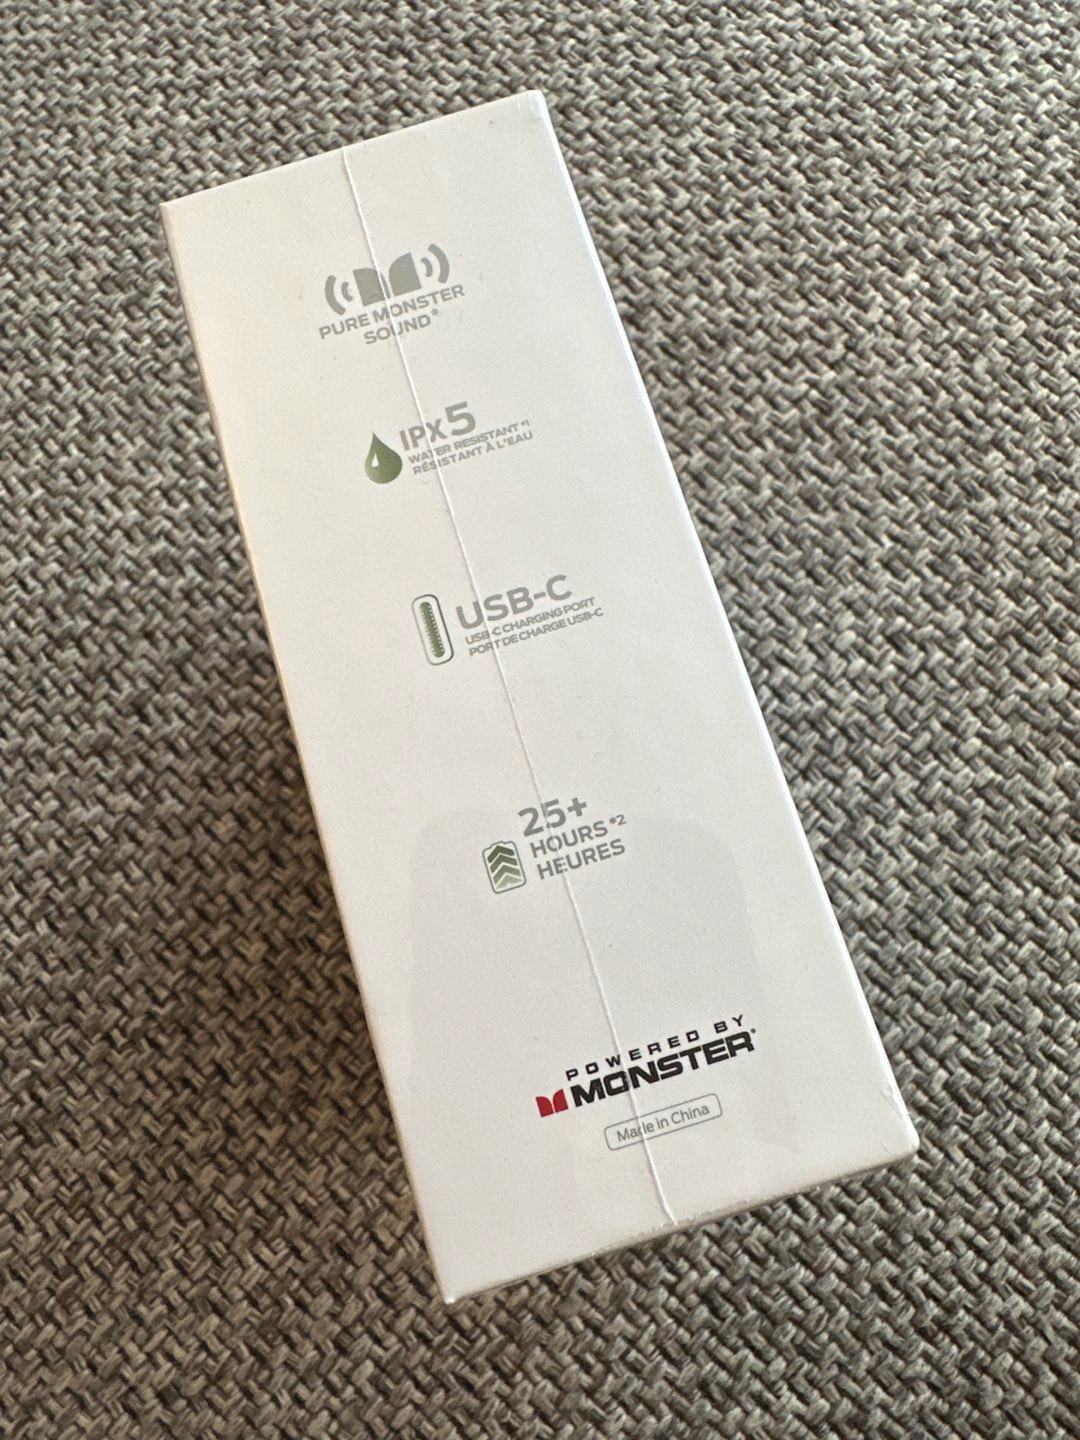 PURE MONSTER
SOUND®
IPX5
WATER RESISTANT *1
RÉSISTANT À L'EAU
USB-C
USB-C CHARGING PORT
PORT DE CHARGE USB-C
25+
HOURS *2
HEURES
POWERED BY
MONSTER®
Made in China